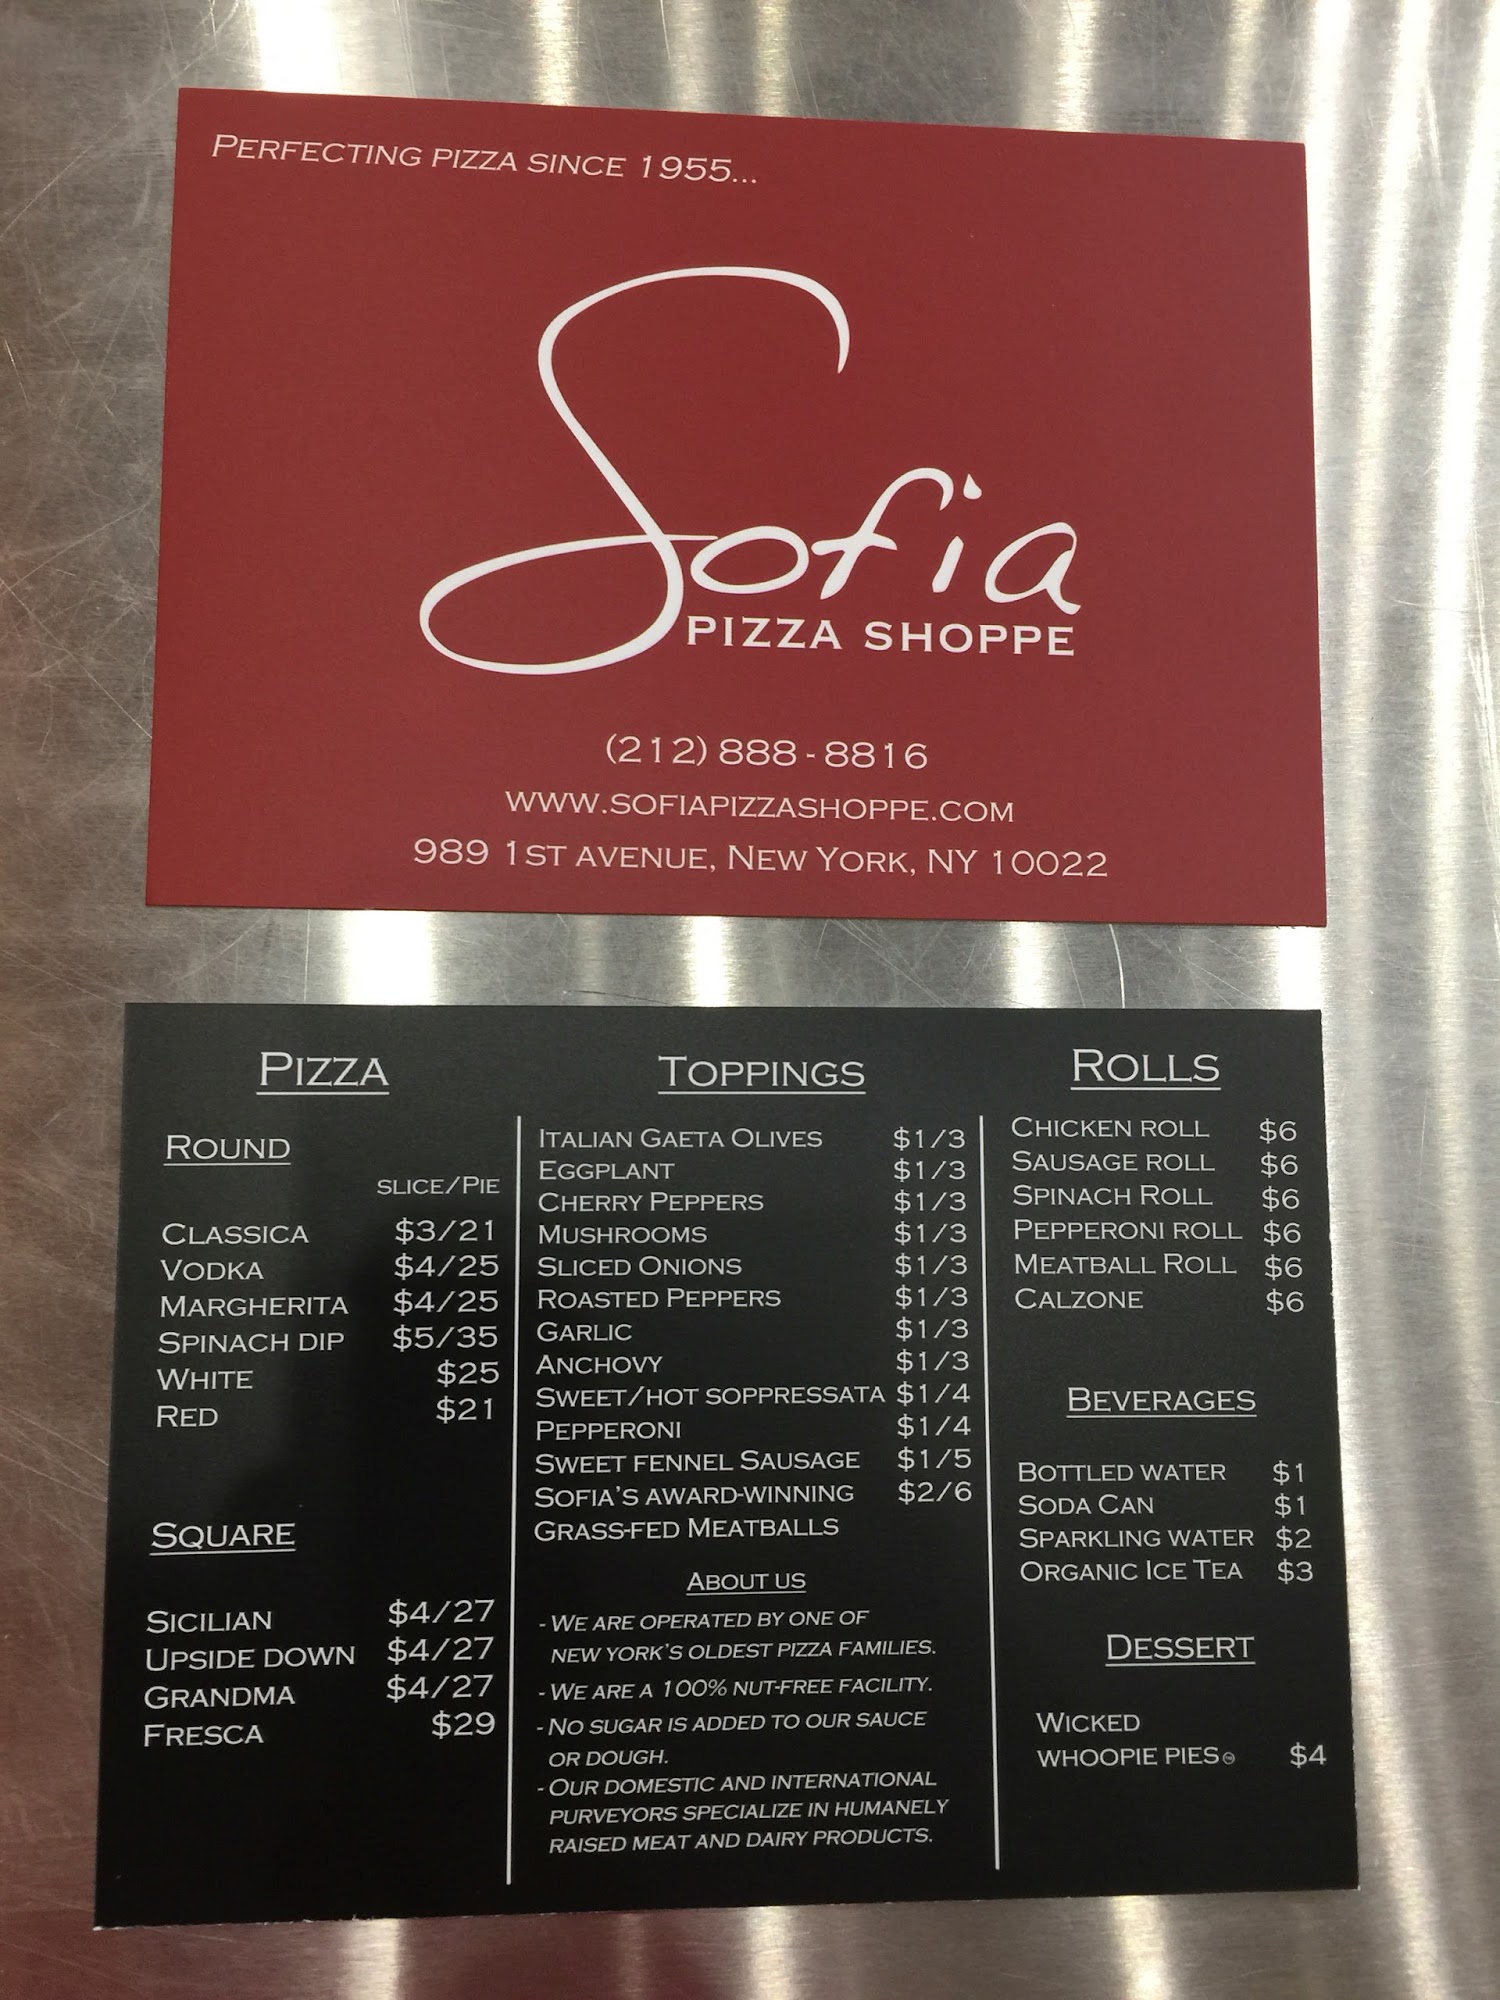 Perfecting pizza since 1955...
Sofia
PIZZA SHOPPE
(212) 888 - 8816
www.sofiapizzashoppe.com
989 1st avenue, New York, NY 10022
Pizza
Round
slice/Pie
Classica $3/21
Vodka $4/25
Margherita $4/25
Spinach dip $5/35
White $25
Red $21
Square
Sicilian $4/27
Upside down $4/27
Grandma $4/27
Fresca $29
Toppings
Italian Gaeta Olives $1/3
Eggplant $1/3
Cherry Peppers $1/3
Mushrooms $1/3
Sliced Onions $1/3
Roasted Peppers $1/3
Garlic $1/3
Anchovy $1/3
Sweet/hot soppressata $1/4
Pepperoni $1/4
Sweet fennel Sausage $1/5
Sofia's award-winning $2/6
Grass-fed Meatballs
About us
- We are operated by one of
New York's oldest pizza families.
- We are a 100% nut-free facility.
- No sugar is added to our sauce
or dough.
- Our domestic and international
purveyors specialize in humanely
raised meat and dairy products.
Rolls
Chicken roll $6
Sausage roll $6
Spinach Roll $6
Pepperoni roll $6
Meatball Roll $6
Calzone $6
Beverages
Bottled water $1
Soda Can $1
Sparkling water $2
Organic Ice Tea $3
Dessert
Wicked
whoopie pies $4